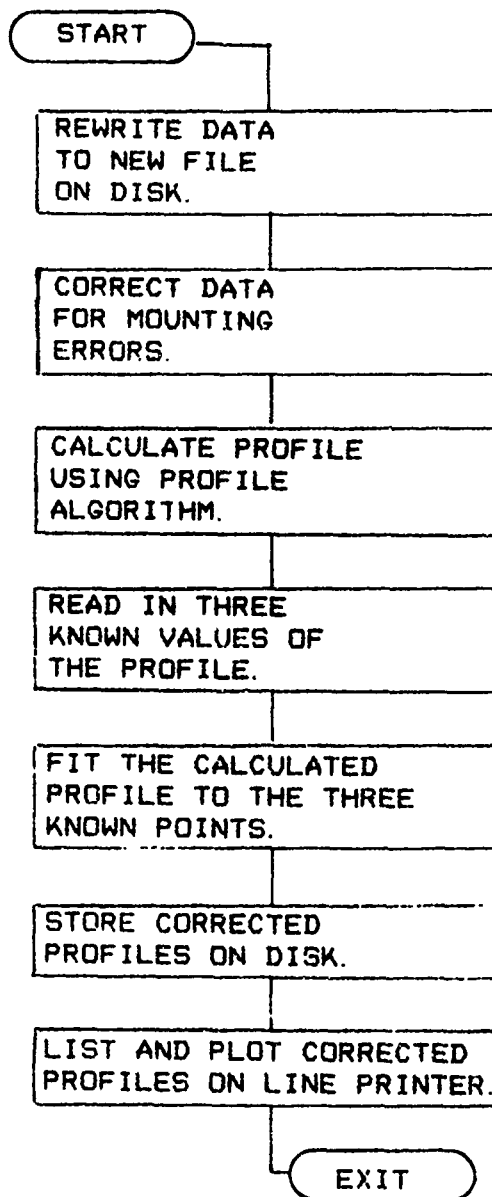 START
REWRITE DATA
TO NEW FILE
ON DISK.
CORRECT DATA
FOR MOUNTING
ERRORS.
CALCULATE PROFILE
USING PROFILE
ALGORITHM.
READ IN THREE
KNOWN VALUES OF
THE PROFILE.
FIT THE CALCULATED
PROFILE TO THE THREE
KNOWN POINTS.
STORE CORRECTED
PROFILES ON DISK.
LIST AND PLOT CORRECTED
PROFILES ON LINE PRINTER.
EXIT